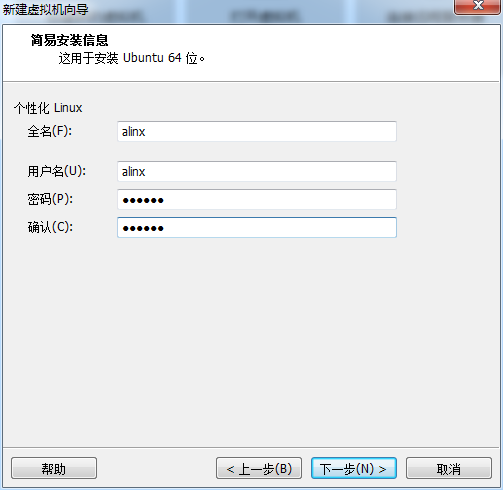 新建虚拟机向导
简易安装信息
这用于安装 Ubuntu 64 位。
个性化 Linux
全名(F):
alinx
用户名(U):
alinx
密码(P):
●●●●●●
确认(C):
●●●●●●
帮助
< 上一步(B)
下一步(N) >
取消